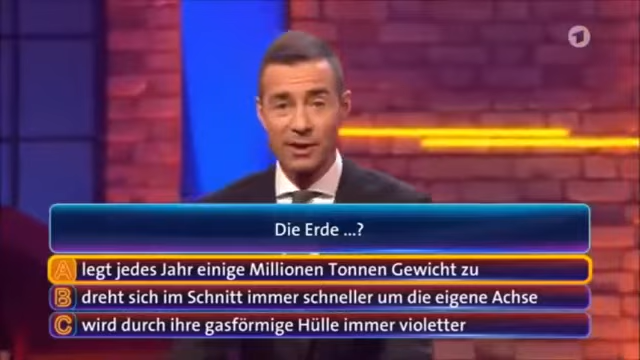 Die Erde ...?
A legt jedes Jahr einige Millionen Tonnen Gewicht zu
B dreht sich im Schnitt immer schneller um die eigene Achse
C wird durch ihre gasförmige Hülle immer violetter